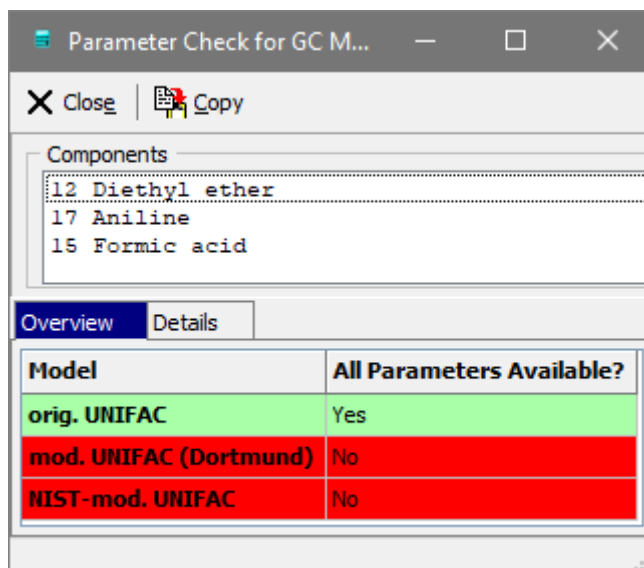 Parameter Check for GC M...
Close Copy
Components
12 Diethyl ether
17 Aniline
15 Formic acid
Overview Details
Model All Parameters Available?
orig. UNIFAC Yes
mod. UNIFAC (Dortmund) No
NIST-mod. UNIFAC No